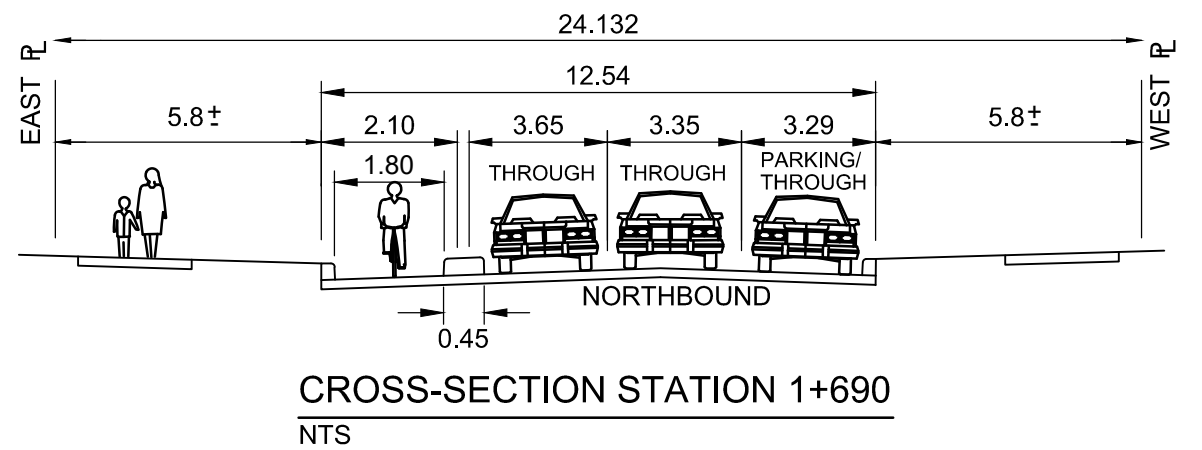 24.132
EAST ⅊
WEST ⅊
12.54
5.8±
2.10
3.65
3.35
3.29
5.8±
1.80
THROUGH
THROUGH
PARKING/
THROUGH
NORTHBOUND
0.45
CROSS-SECTION STATION 1+690
NTS